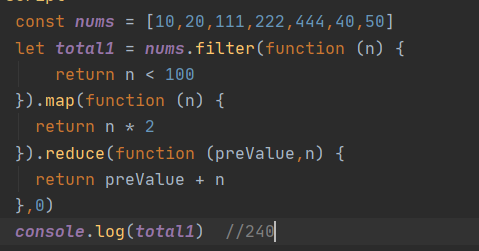 const nums = [10,20,111,222,444,40,50]
let total1 = nums.filter(function (n) {
    return n < 100
}).map(function (n) {
  return n * 2
}).reduce(function (preValue,n) {
  return preValue + n
},0)
console.log(total1)  //240